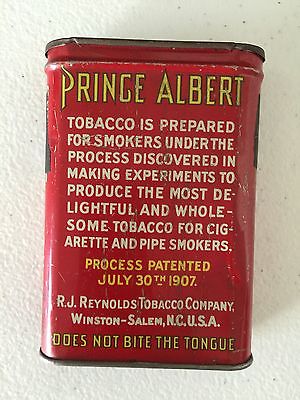 PRINCE ALBERT
TOBACCO IS PREPARED
FOR SMOKERS UNDER THE
PROCESS DISCOVERED IN
MAKING EXPERIMENTS TO
PRODUCE THE MOST DE-
LIGHTFUL AND WHOLE-
SOME TOBACCO FOR CIG-
ARETTE AND PIPE SMOKERS.
PROCESS PATENTED
JULY 30TH 1907.
R.J. REYNOLDS TOBACCO COMPANY,
WINSTON-SALEM, N.C. U.S.A.
DOES NOT BITE THE TONGUE